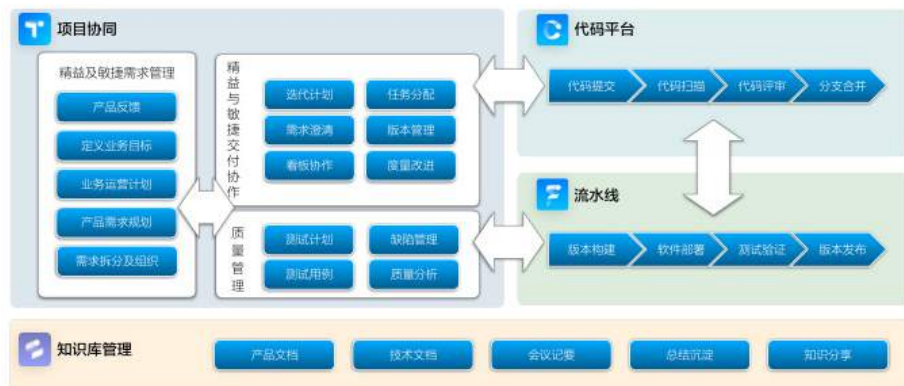 项目协同
精益及敏捷需求管理
产品反馈
定义业务目标
业务运营计划
产品需求规划
需求拆分及组织
精益与敏捷交付协作
迭代计划
任务分配
需求澄清
版本管理
看板协作
度量改进
质量管理
测试计划
缺陷管理
测试用例
质量分析
代码平台
代码提交
代码扫描
代码评审
分支合并
流水线
版本构建
软件部署
测试验证
版本发布
知识库管理
产品文档
技术文档
会议记要
总结沉淀
知识分享